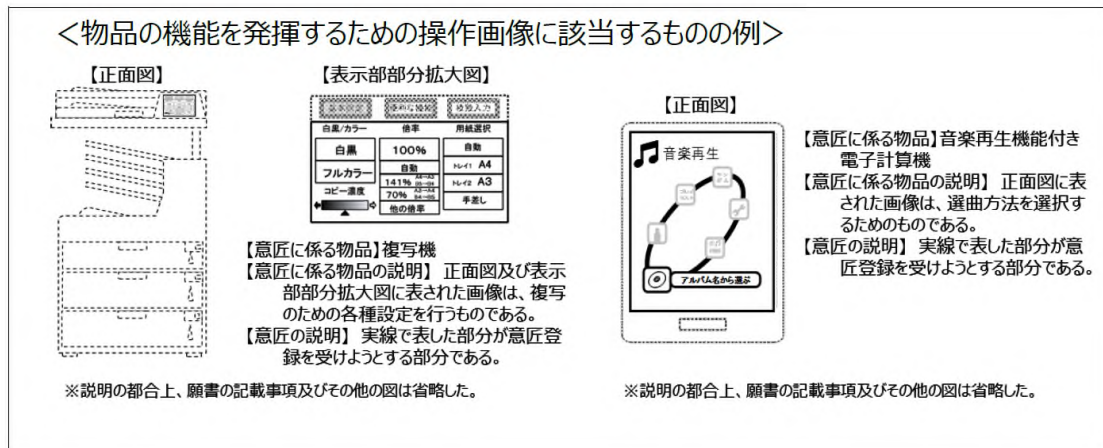 ＜物品の機能を発揮するための操作画像に該当するものの例＞
【正面図】
【表示部部分拡大図】
白黒/カラー
倍率
用紙選択
白黒
フルカラー
コピー濃度
100%
自動
141%
70%
他の倍率
自動
ﾄﾚｲ1 A4
ﾄﾚｲ2 A3
手差し
【意匠に係る物品】複写機
【意匠に係る物品の説明】 正面図及び表示
部部分拡大図に表された画像は、複写
のための各種設定を行うものである。
【意匠の説明】 実線で表した部分が意匠登
録を受けようとする部分である。
※説明の都合上、願書の記載事項及びその他の図は省略した。
【正面図】
音楽再生
アルバム名から選ぶ
【意匠に係る物品】音楽再生機能付き
電子計算機
【意匠に係る物品の説明】 正面図に表
された画像は、選曲方法を選択す
るためのものである。
【意匠の説明】 実線で表した部分が意
匠登録を受けようとする部分である。
※説明の都合上、願書の記載事項及びその他の図は省略した。